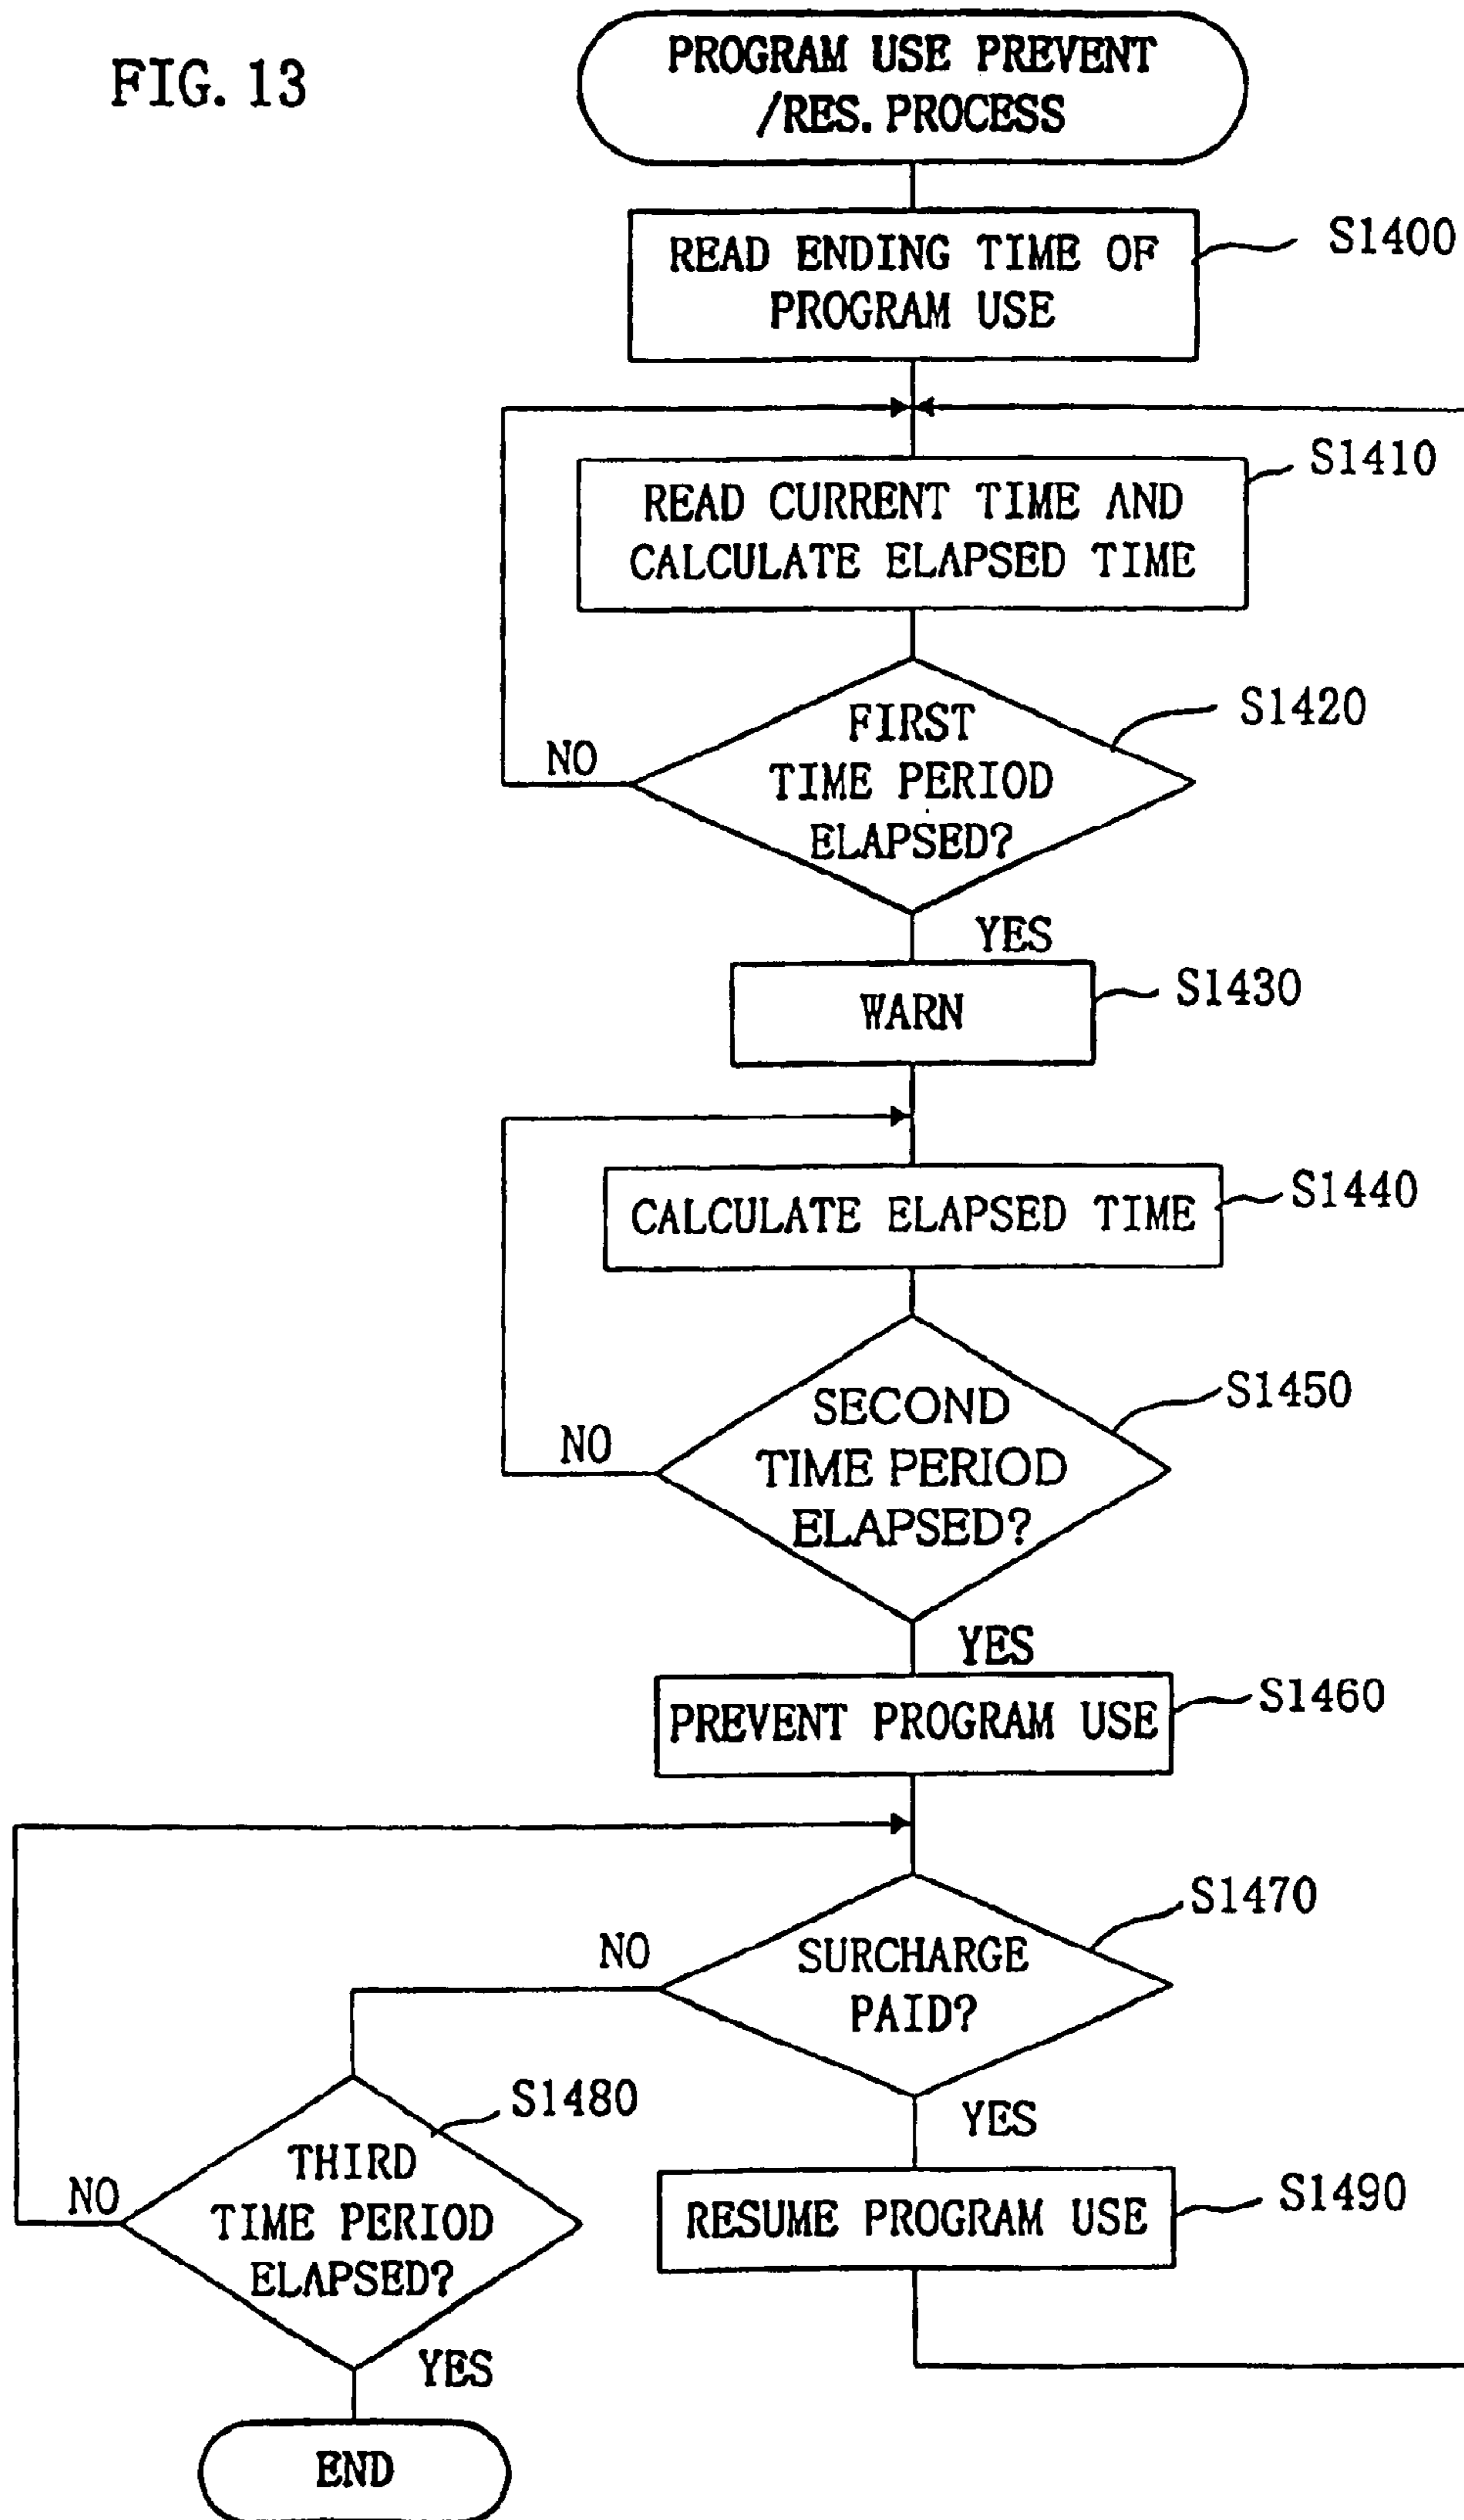 FIG. 13
PROGRAM USE PREVENT
/RES. PROCESS
READ ENDING TIME OF
PROGRAM USE
S1400
READ CURRENT TIME AND
CALCULATE ELAPSED TIME
S1410
FIRST
TIME PERIOD
ELAPSED?
S1420
NO
YES
WARN
S1430
CALCULATE ELAPSED TIME
S1440
SECOND
TIME PERIOD
ELAPSED?
S1450
NO
YES
PREVENT PROGRAM USE
S1460
SURCHARGE
PAID?
S1470
NO
YES
THIRD
TIME PERIOD
ELAPSED?
S1480
NO
YES
RESUME PROGRAM USE
S1490
END